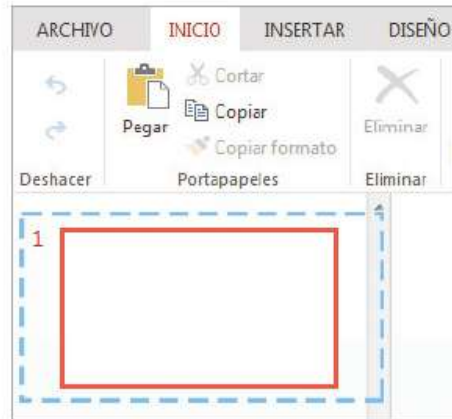 ARCHIVO INICIO INSERTAR DISEÑO
Cortar
Copiar
Pegar
Eliminar
Copiar formato
Deshacer Portapapeles Eliminar
1